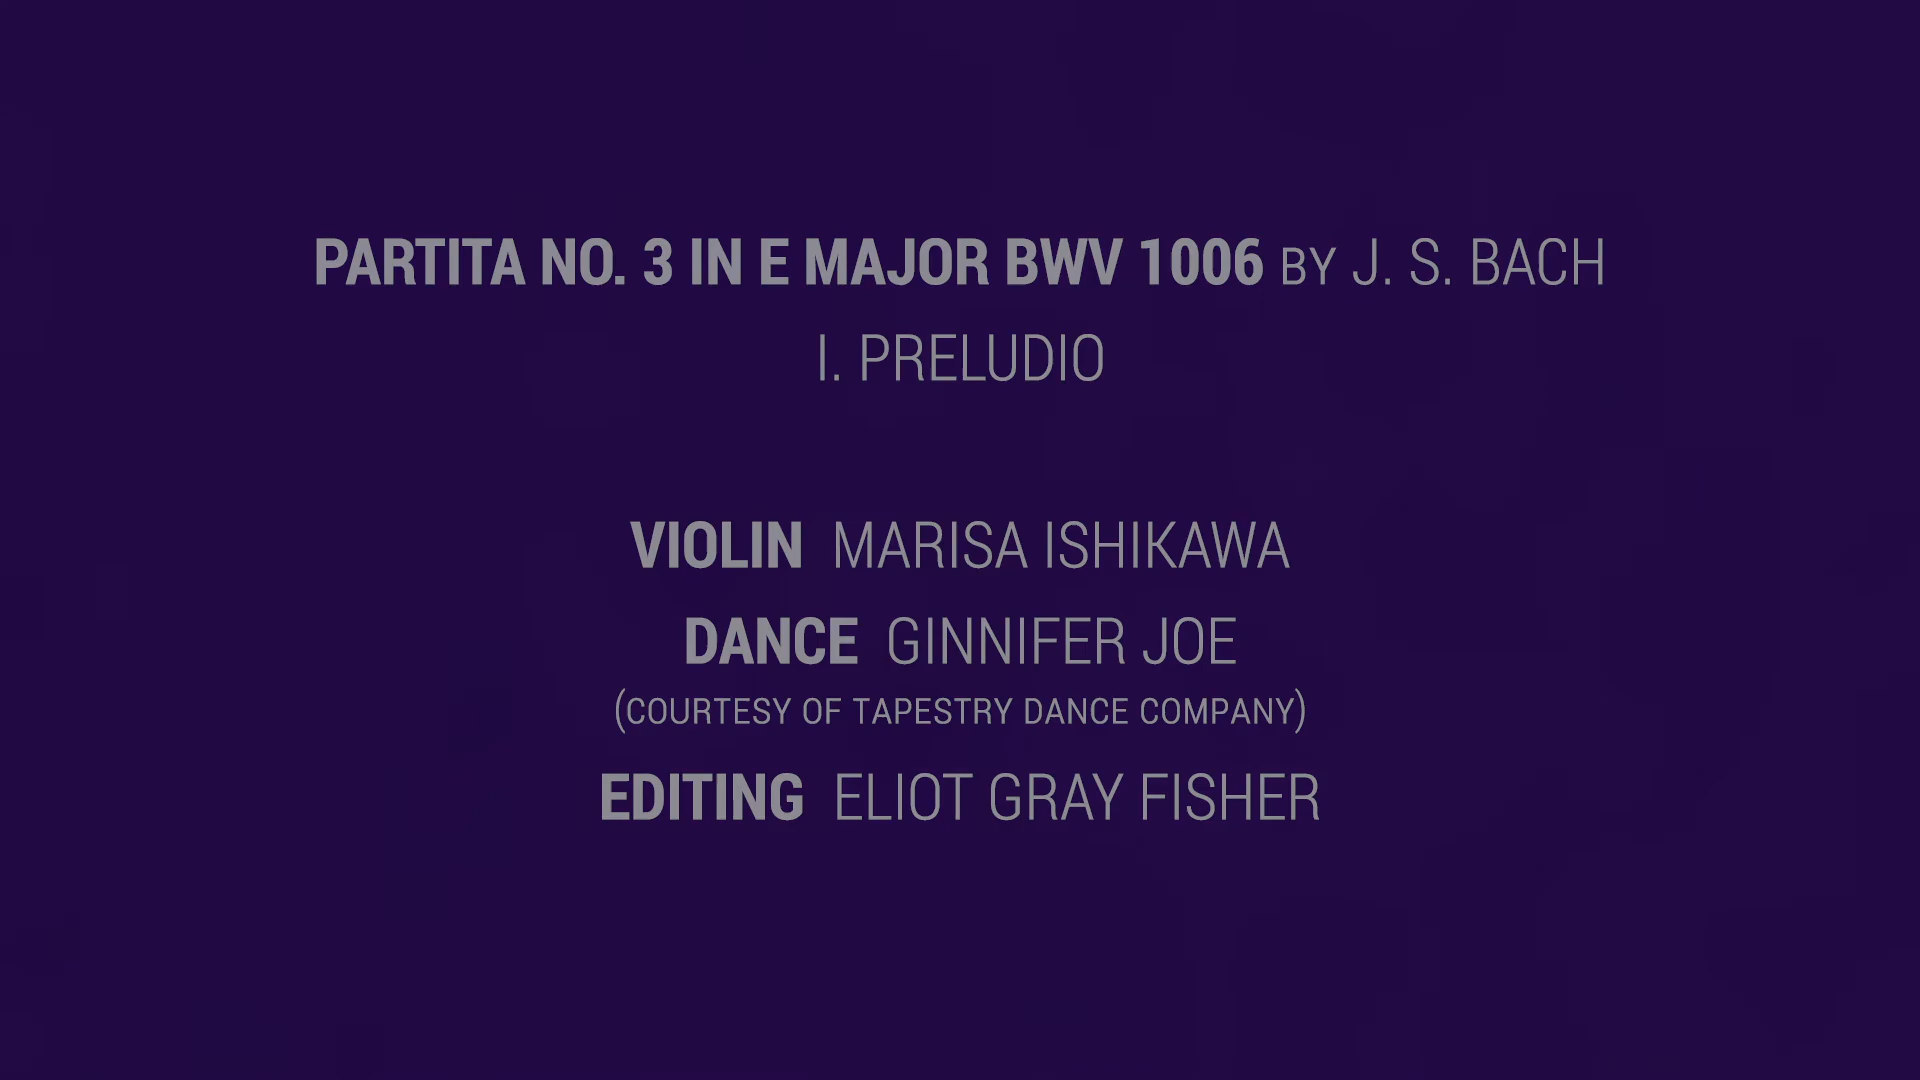 PARTITA NO. 3 IN E MAJOR BWV 1006 BY J. S. BACH
I. PRELUDIO
VIOLIN MARISA ISHIKAWA
DANCE GINNIFER JOE
(COURTESY OF TAPESTRY DANCE COMPANY)
EDITING ELIOT GRAY FISHER